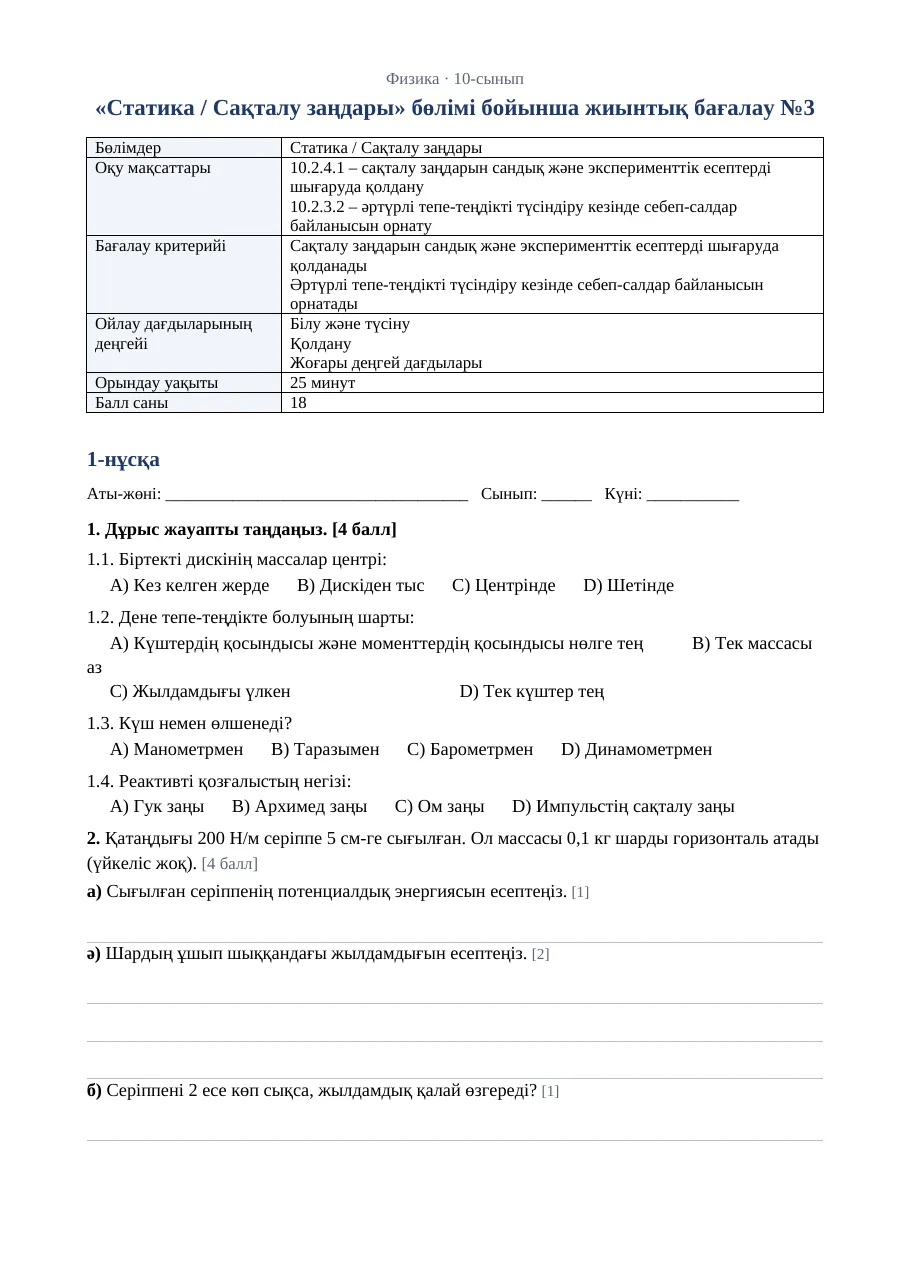 Физика · 10-сынып
«Статика / Сақталу заңдары» бөлімі бойынша жиынтық бағалау №3
Бөлімдер Статика / Сақталу заңдары
Оқу мақсаттары 10.2.4.1 – сақталу заңдарын сандық және эксперименттік есептерді
шығаруда қолдану
10.2.3.2 – әртүрлі тепе-теңдікті түсіндіру кезінде себеп-салдар
байланысын орнату
Бағалау критерийі Сақталу заңдарын сандық және эксперименттік есептерді шығаруда
қолданады
Әртүрлі тепе-теңдікті түсіндіру кезінде себеп-салдар байланысын
орнатады
Ойлау дағдыларының Білу және түсіну
деңгейі Қолдану
Жоғары деңгей дағдылары
Орындау уақыты 25 минут
Балл саны 18
1-нұсқа
Аты-жөні: ____________________________________ Сынып: ______ Күні: ___________
1. Дұрыс жауапты таңдаңыз. [4 балл]
1.1. Біртекті дискінің массалар центрі:
A) Кез келген жерде B) Дискіден тыс C) Центрінде D) Шетінде
1.2. Дене тепе-теңдікте болуының шарты:
A) Күштердің қосындысы және моменттердің қосындысы нөлге тең B) Тек массасы
аз
C) Жылдамдығы үлкен D) Тек күштер тең
1.3. Күш немен өлшенеді?
A) Манометрмен B) Таразымен C) Барометрмен D) Динамометрмен
1.4. Реактивті қозғалыстың негізі:
A) Гук заңы B) Архимед заңы C) Ом заңы D) Импульстің сақталу заңы
2. Қатаңдығы 200 Н/м серіппе 5 см-ге сығылған. Ол массасы 0,1 кг шарды горизонталь атады
(үйкеліс жоқ). [4 балл]
а) Сығылған серіппенің потенциалдық энергиясын есептеңіз. [1]
ә) Шардың ұшып шыққандағы жылдамдығын есептеңіз. [2]
б) Серіппені 2 есе көп сықса, жылдамдық қалай өзгереді? [1]